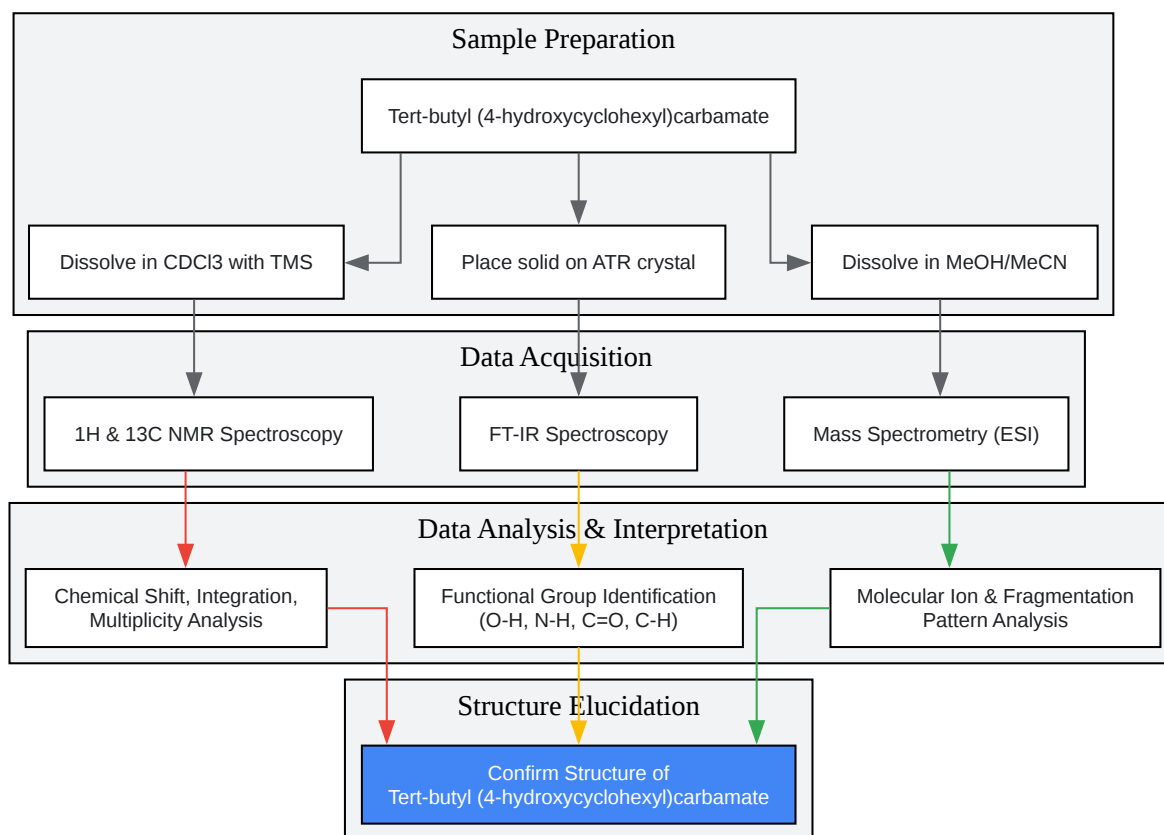 Sample Preparation
Tert-butyl (4-hydroxycyclohexyl)carbamate
Dissolve in CDCl3 with TMS
Place solid on ATR crystal
Dissolve in MeOH/MeCN
Data Acquisition
1H & 13C NMR Spectroscopy
FT-IR Spectroscopy
Mass Spectrometry (ESI)
Data Analysis & Interpretation
Chemical Shift, Integration,
Multiplicity Analysis
Functional Group Identification
(O-H, N-H, C=O, C-H)
Molecular Ion & Fragmentation
Pattern Analysis
Structure Elucidation
Confirm Structure of
Tert-butyl (4-hydroxycyclohexyl)carbamate